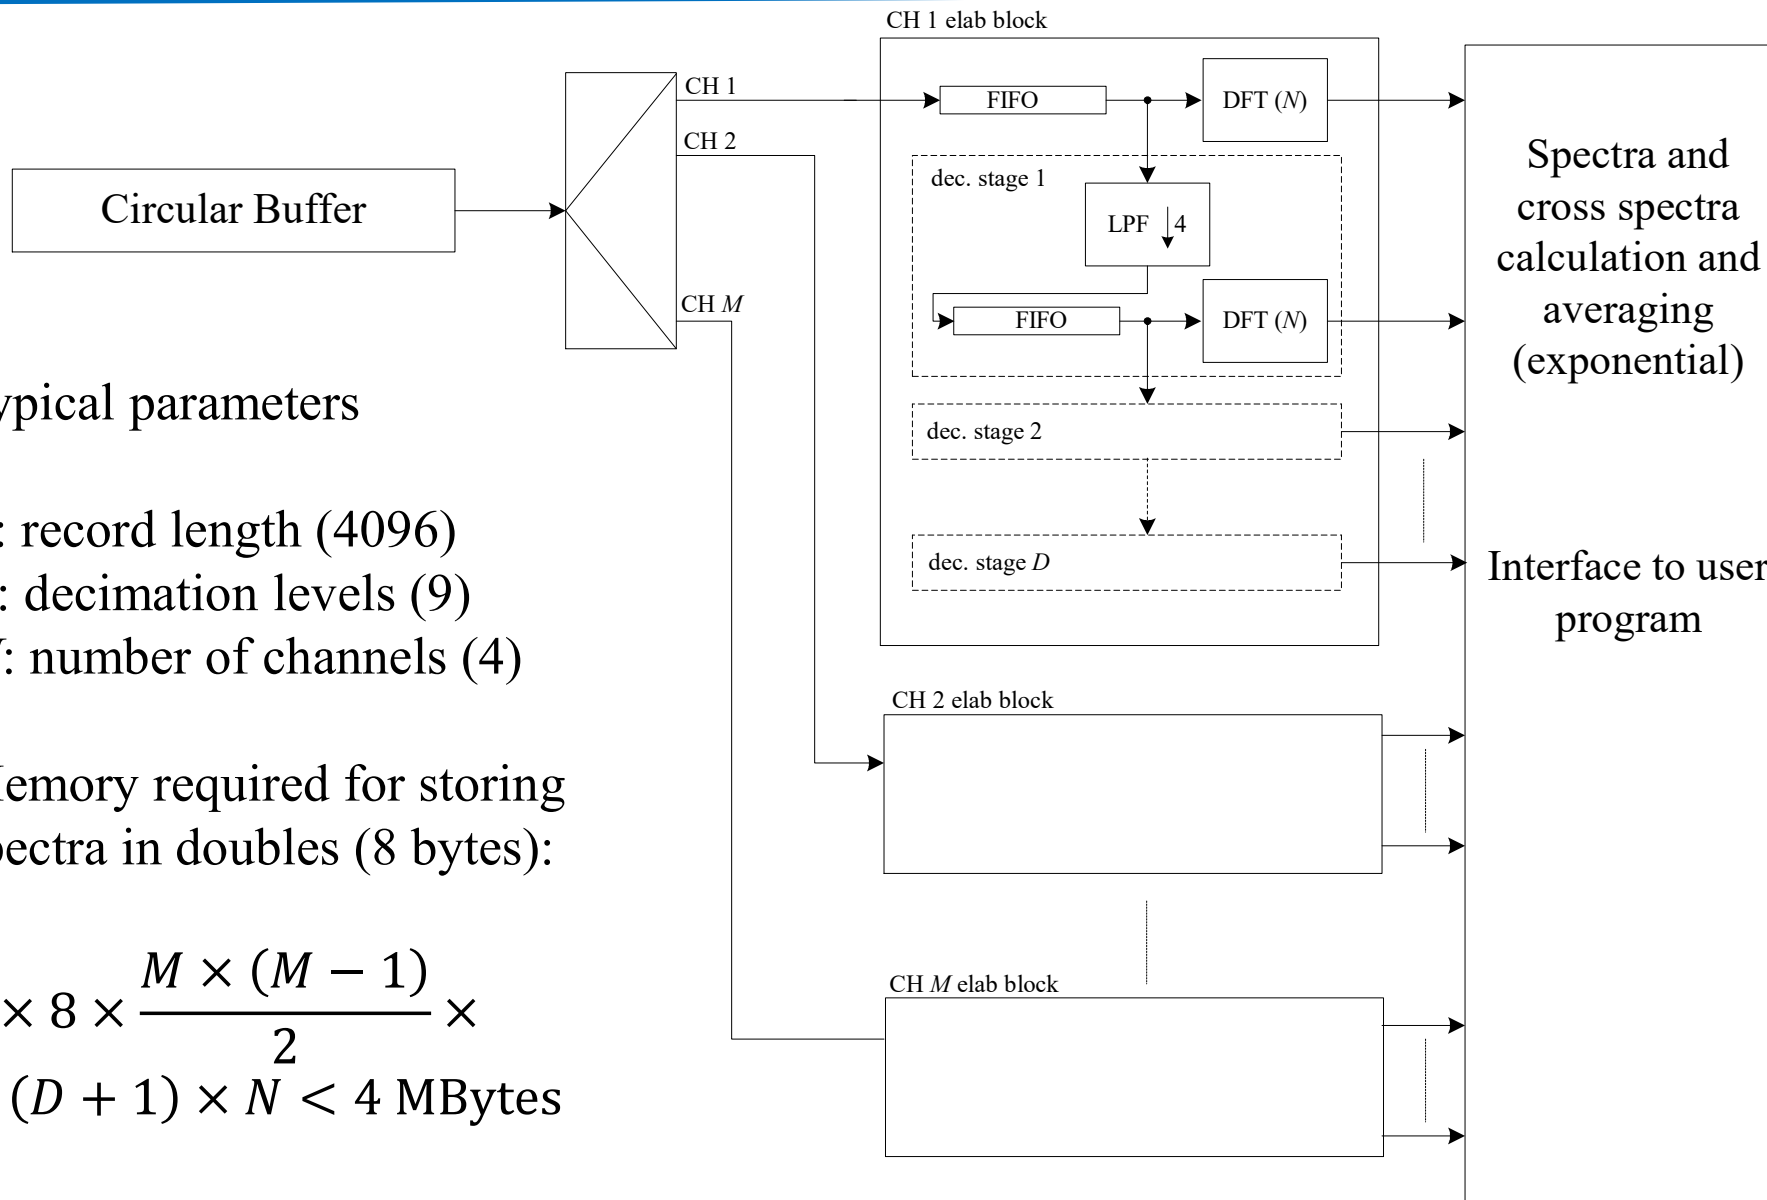 CH 1 elab block
CH 1
FIFO
DFT (N)
CH 2
dec. stage 1
Circular Buffer
LPF ↓4
Spectra and
cross spectra
calculation and
averaging
(exponential)
CH M
FIFO
DFT (N)
dec. stage 2
dec. stage D
Interface to user
program
ypical parameters
: record length (4096)
: decimation levels (9)
: number of channels (4)
CH 2 elab block
emory required for storing
pectra in doubles (8 bytes):
CH M elab block
× 8 × M × (M − 1) / 2 ×
(D + 1) × N < 4 MBytes